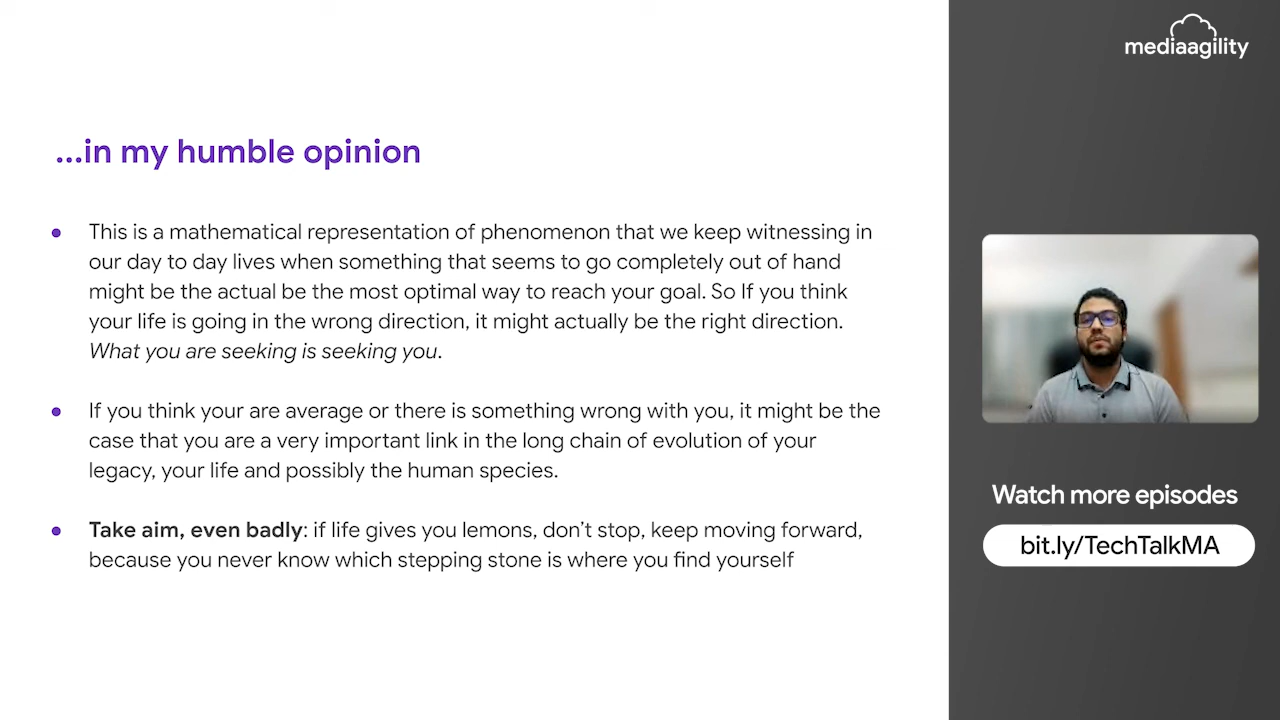 mediaagility
...in my humble opinion
This is a mathematical representation of phenomenon that we keep witnessing in
our day to day lives when something that seems to go completely out of hand
might be the actual be the most optimal way to reach your goal. So If you think
your life is going in the wrong direction, it might actually be the right direction.
What you are seeking is seeking you.
If you think your are average or there is something wrong with you, it might be the
case that you are a very important link in the long chain of evolution of your
legacy, your life and possibly the human species.
Take aim, even badly: if life gives you lemons, don’t stop, keep moving forward,
because you never know which stepping stone is where you find yourself
Watch more episodes
bit.ly/TechTalkMA